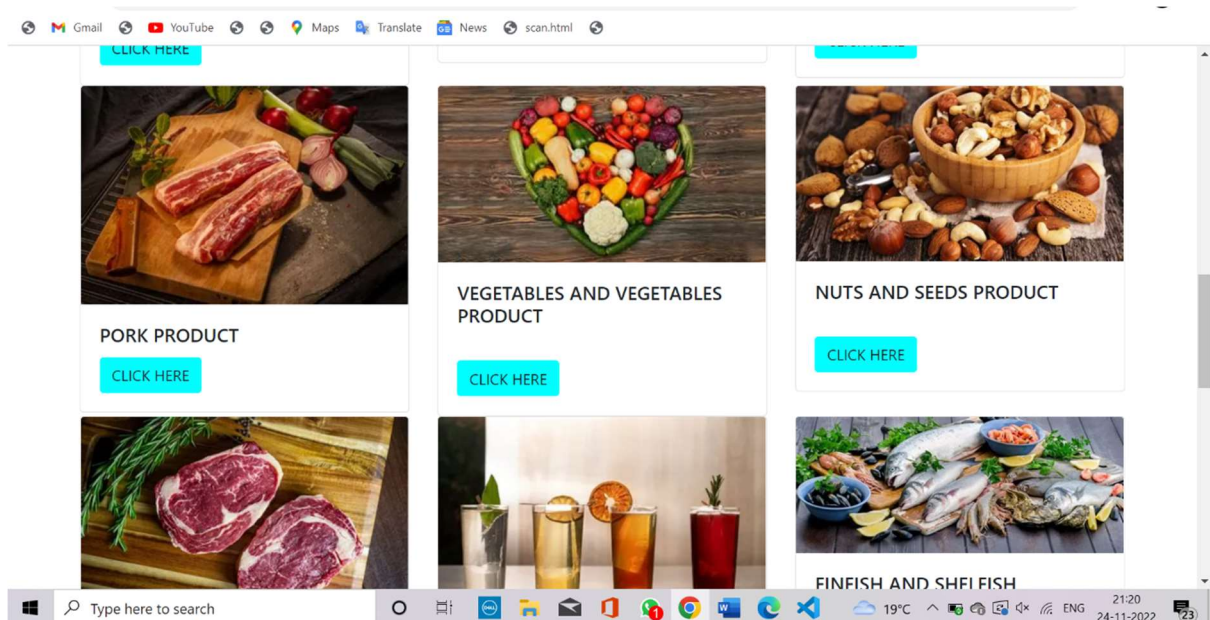 Gmail YouTube Maps Translate News scan.html
CLICK HERE
PORK PRODUCT
CLICK HERE
VEGETABLES AND VEGETABLES
PRODUCT
CLICK HERE
NUTS AND SEEDS PRODUCT
CLICK HERE
FINFISH AND SHELFISH
Type here to search
DELL
W
1
19°C
ENG
21:20
24-11-2022
23